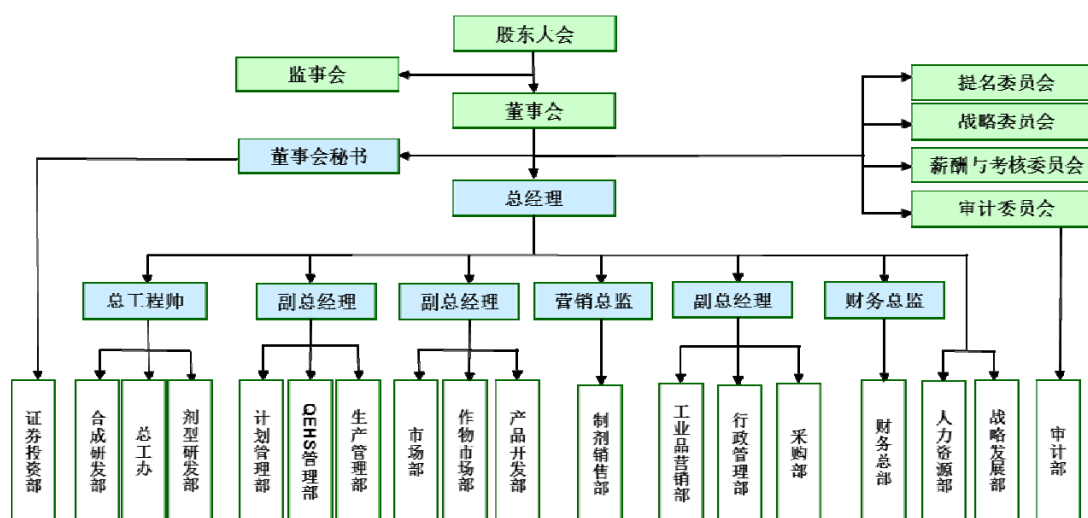 股东大会
监事会
提名委员会
董事会
战略委员会
董事会秘书
薪酬与考核委员会
总经理
审计委员会
总工程帅
副总经理
副总经理
营销总监
副总经理
财务总监
证券投资部
合成研发部
总工办
剂型研发部
计划管理部
QEHS管理部
生产管理部
市场部
作物市场部
产品开发部
制剂销售部
工业品营销部
行政管理部
采购部
财务总部
人力资源部
战略发展部
审计部